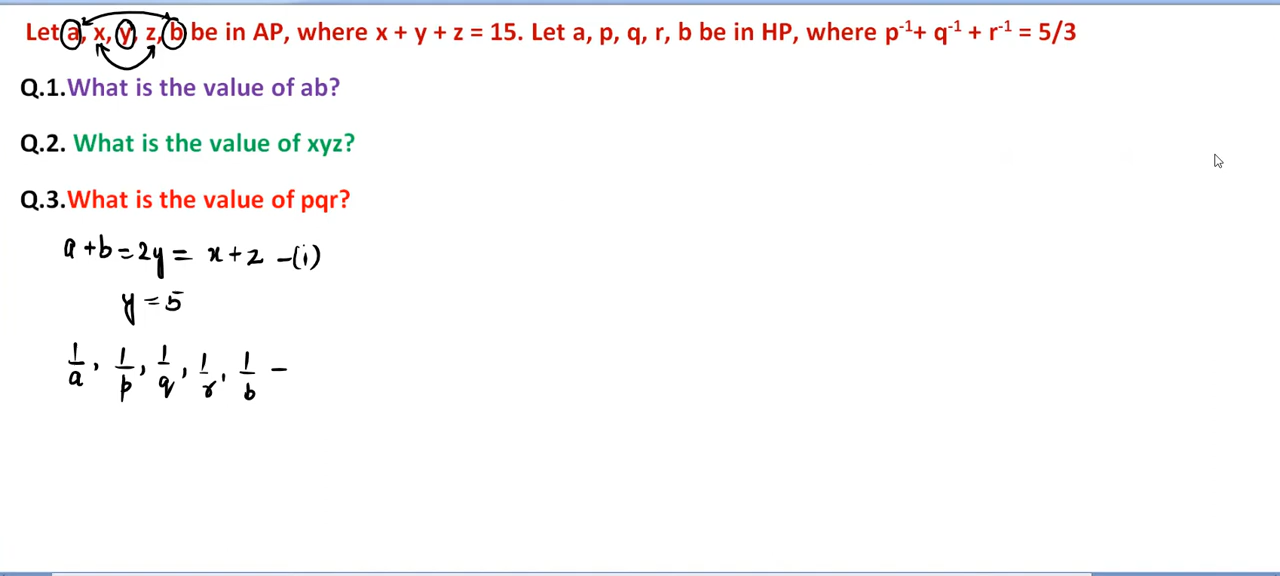 Let a, x, y, z, b be in AP, where x + y + z = 15. Let a, p, q, r, b be in HP, where p⁻¹+ q⁻¹ + r⁻¹ = 5/3
Q.1.What is the value of ab?
Q.2. What is the value of xyz?
Q.3.What is the value of pqr?
a + b = 2y = x + z - (i)
y = 5
1/a, 1/p, 1/q, 1/r, 1/b -